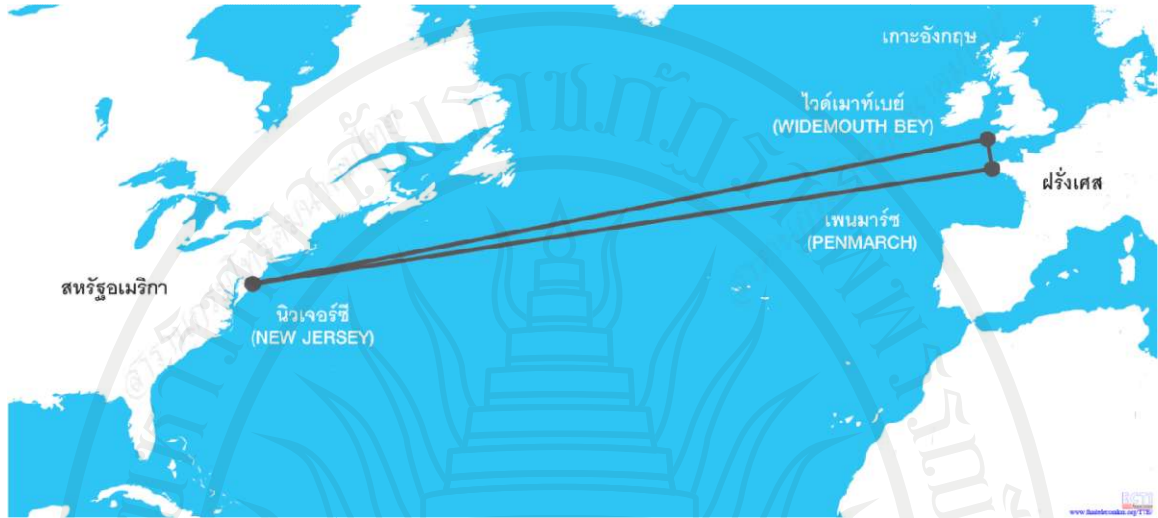 เกาะอังกฤษ
ไวด์เมาท์เบย์
(WIDEMOUTH BEY)
ฝรั่งเศส
เพนมาร์ช
(PENMARCH)
สหรัฐอเมริกา
นิวเจอร์ซี
(NEW JERSEY)